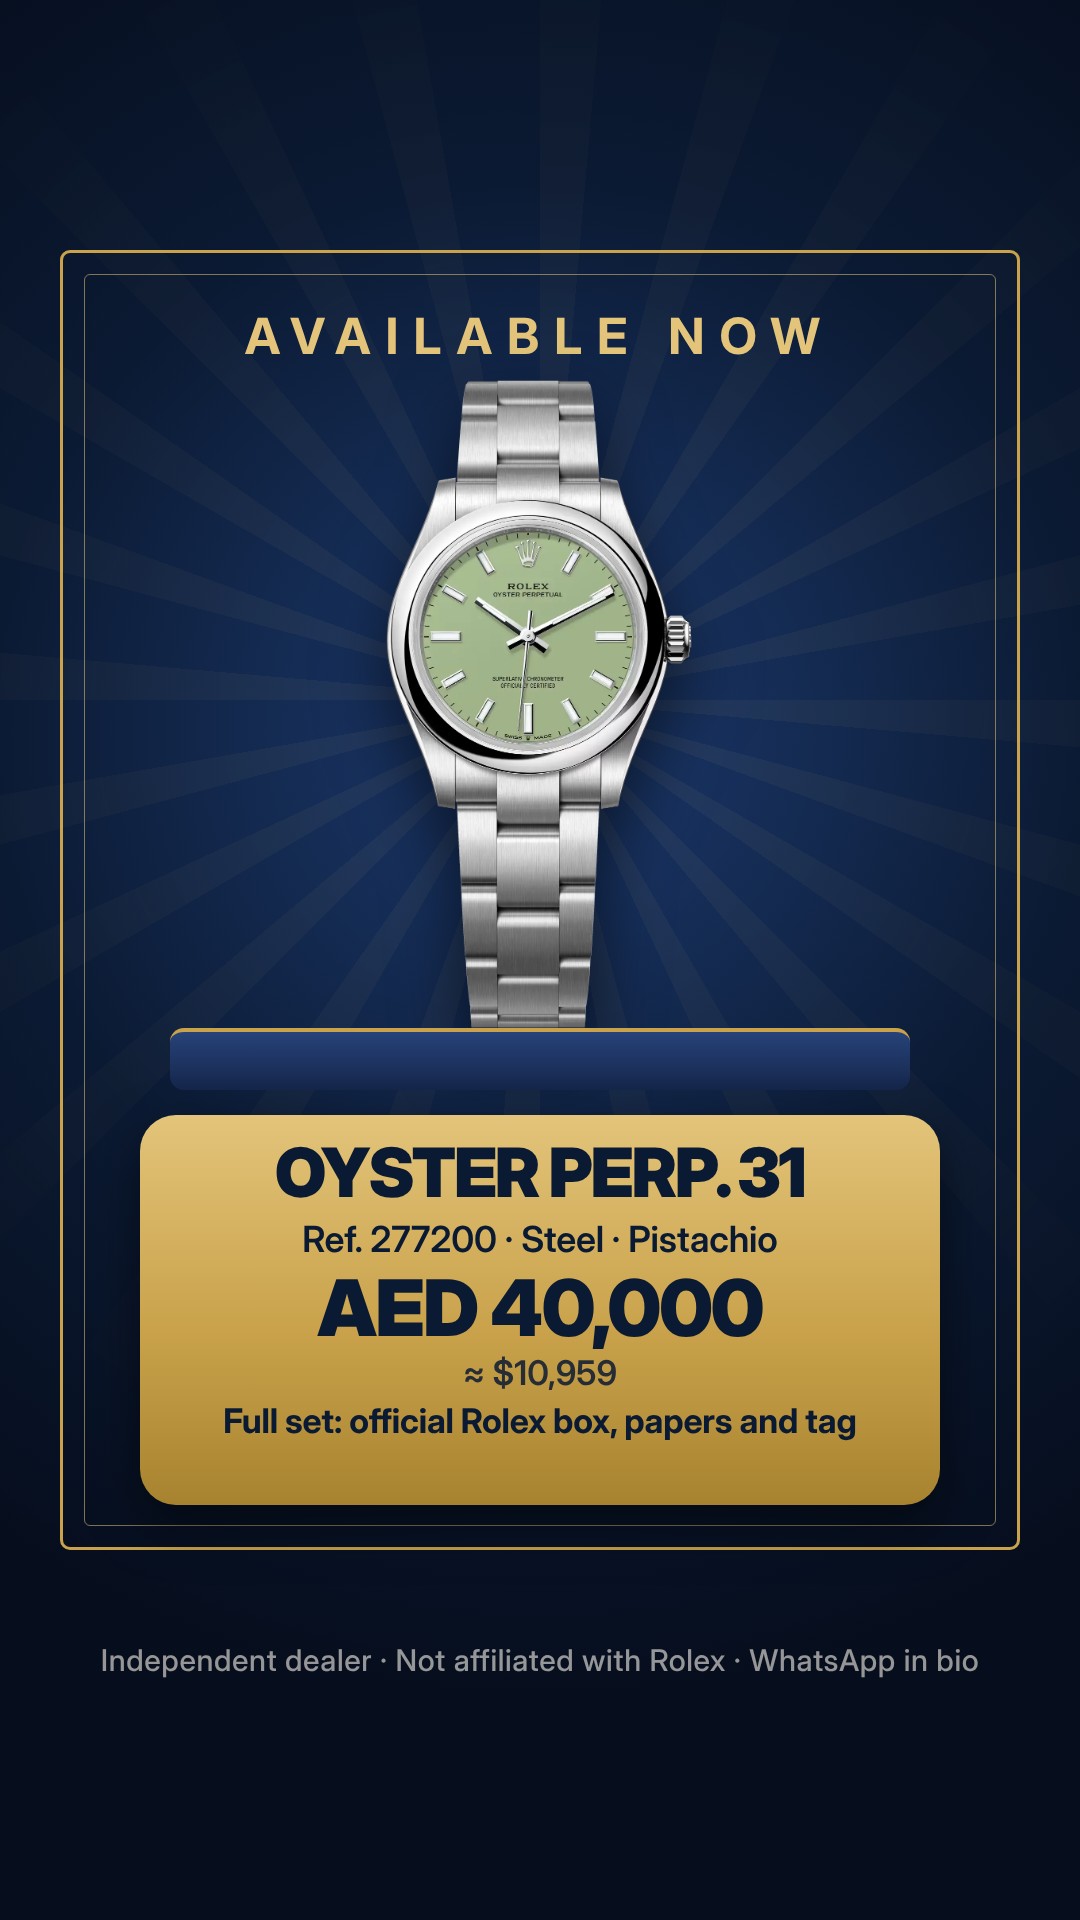 AVAILABLE NOW
ROLEX
OYSTER PERPETUAL
SUPERLATIVE CHRONOMETER
OFFICIALLY CERTIFIED
SWISS MADE
OYSTER PERP. 31
Ref. 277200 · Steel · Pistachio
AED 40,000
≈ $10,959
Full set: official Rolex box, papers and tag
Independent dealer · Not affiliated with Rolex · WhatsApp in bio